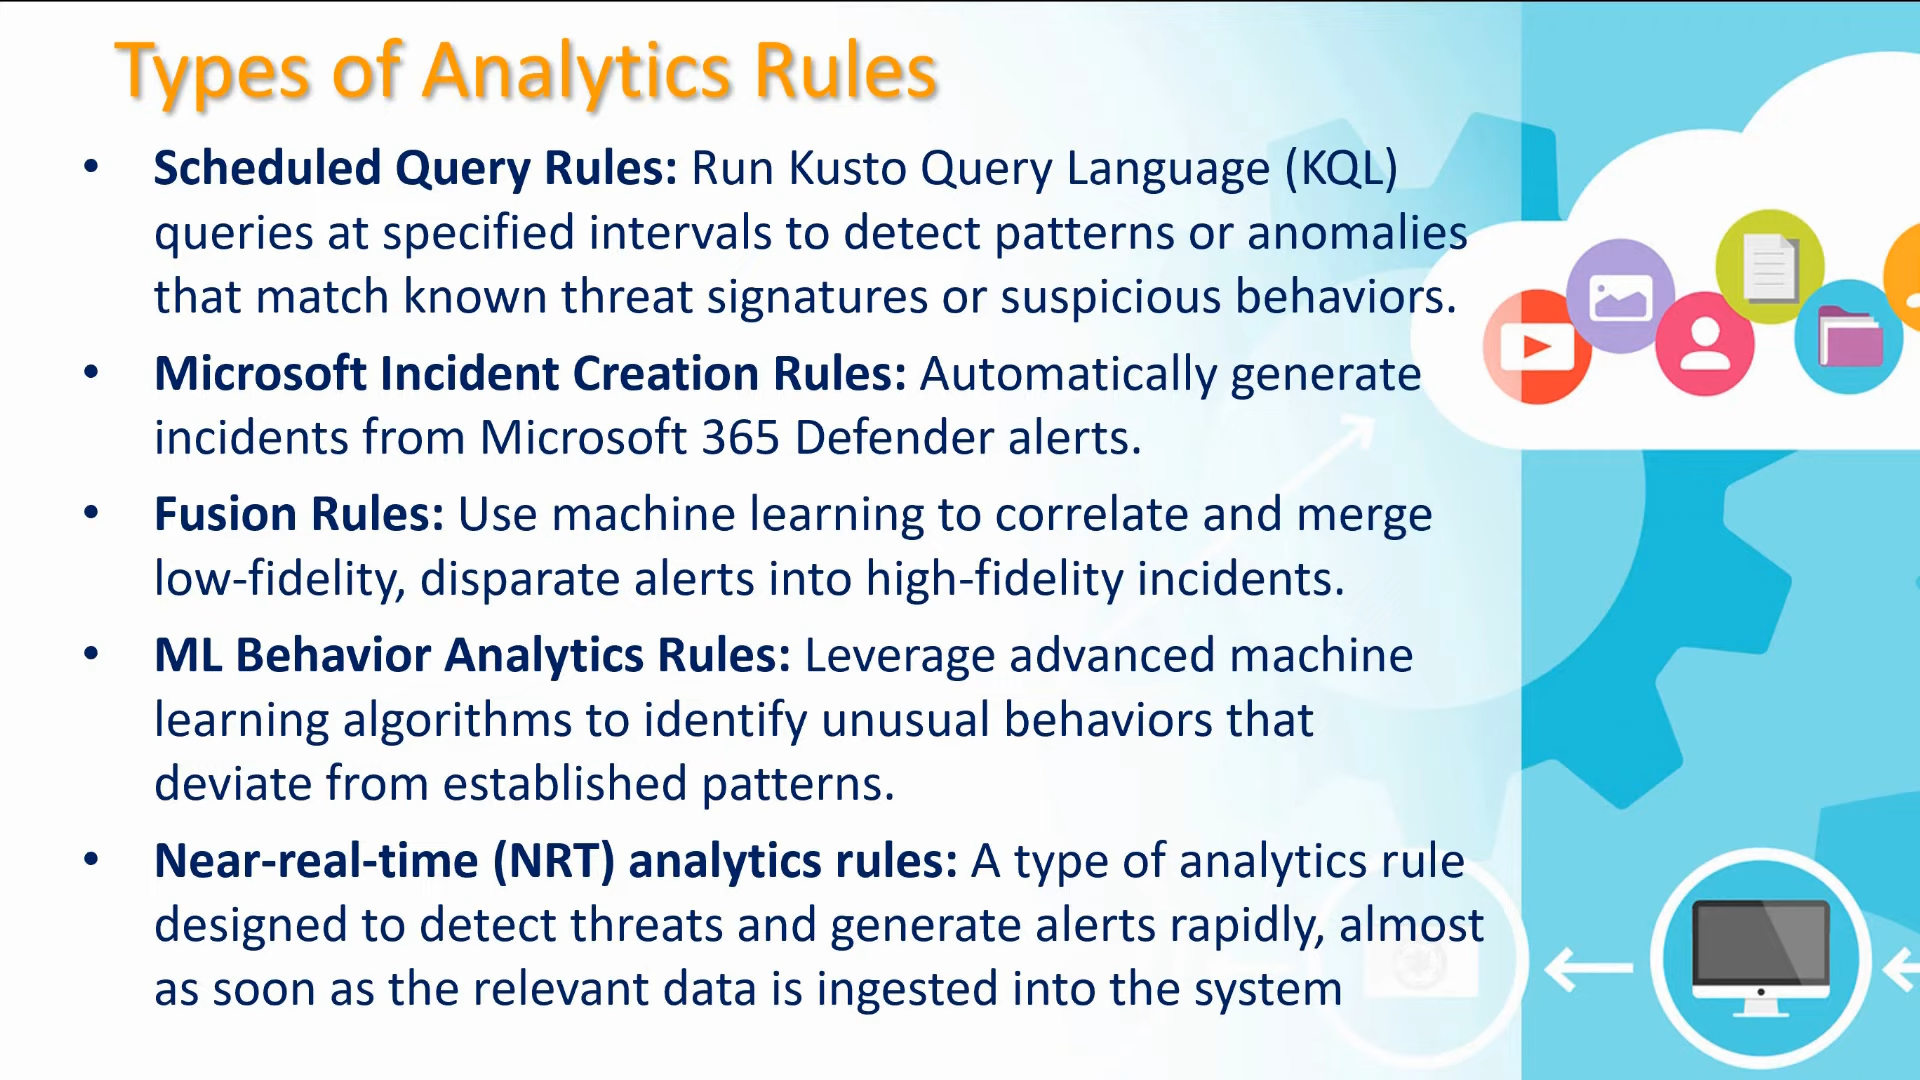 Types of Analytics Rules
• Scheduled Query Rules: Run Kusto Query Language (KQL)
queries at specified intervals to detect patterns or anomalies
that match known threat signatures or suspicious behaviors.
• Microsoft Incident Creation Rules: Automatically generate
incidents from Microsoft 365 Defender alerts.
• Fusion Rules: Use machine learning to correlate and merge
low-fidelity, disparate alerts into high-fidelity incidents.
• ML Behavior Analytics Rules: Leverage advanced machine
learning algorithms to identify unusual behaviors that
deviate from established patterns.
• Near-real-time (NRT) analytics rules: A type of analytics rule
designed to detect threats and generate alerts rapidly, almost
as soon as the relevant data is ingested into the system